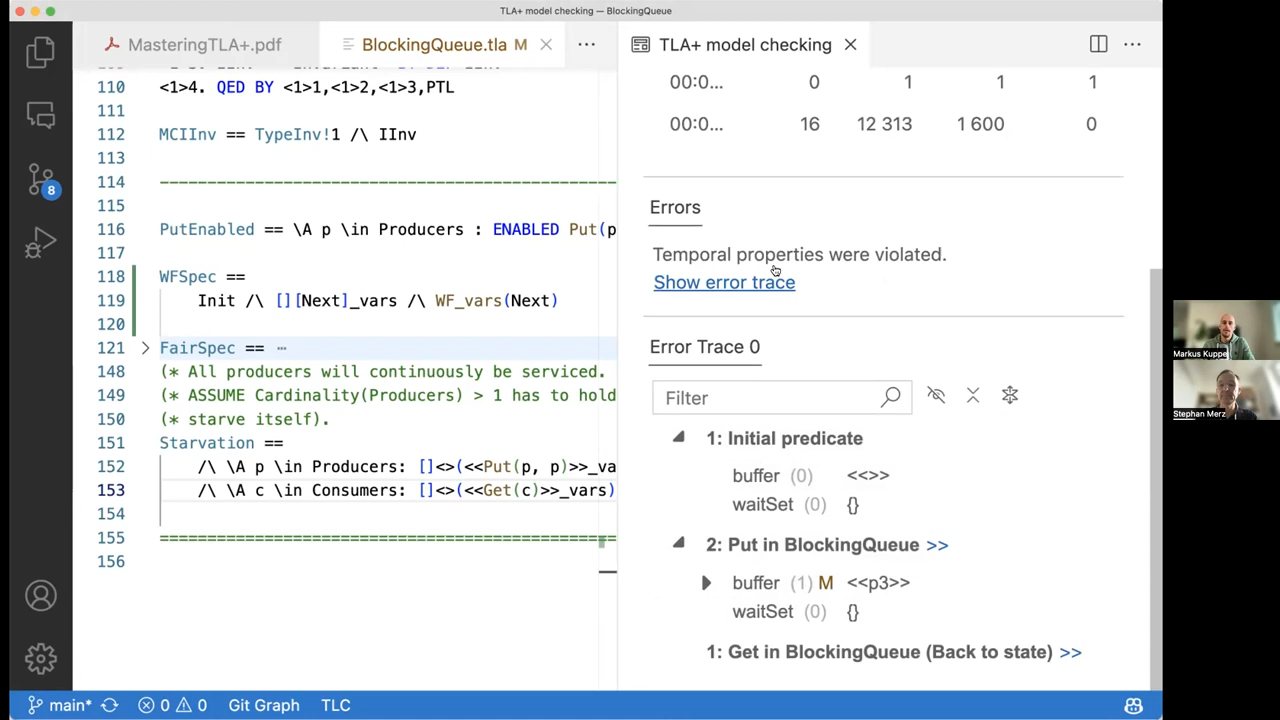 TLA+ model checking — BlockingQueue
MasteringTLA+.pdf
BlockingQueue.tla M
TLA+ model checking
110 <1>4. QED BY <1>1,<1>2,<1>3,PTL
111
112 MCIInv == TypeInv!1 /\ IInv
113
114 ----------------------------------------------------------
115
116 PutEnabled == \A p \in Producers : ENABLED Put(p
117
118 WFSpec ==
119 Init /\ [][Next]_vars /\ WF_vars(Next)
120
121 FairSpec == ⋯
148 (* All producers will continuously be serviced.
149 (* ASSUME Cardinality(Producers) > 1 has to hold
150 (* starve itself).
151 Starvation ==
152 /\ \A p \in Producers: []<>(<<Put(p, p)>>_va
153 /\ \A c \in Consumers: []<>(<<Get(c)>>_vars)
154
155 ==========================================================
156
00:0... 0 1 1 1
00:0... 16 12 313 1 600 0
Errors
Temporal properties were violated.
Show error trace
Error Trace 0
Filter
1: Initial predicate
buffer (0) <<>>
waitSet (0) {}
2: Put in BlockingQueue >>
buffer (1) M <<p3>>
waitSet (0) {}
1: Get in BlockingQueue (Back to state) >>
8
main* 0 0 Git Graph TLC
Markus Kuppe
Stephan Merz